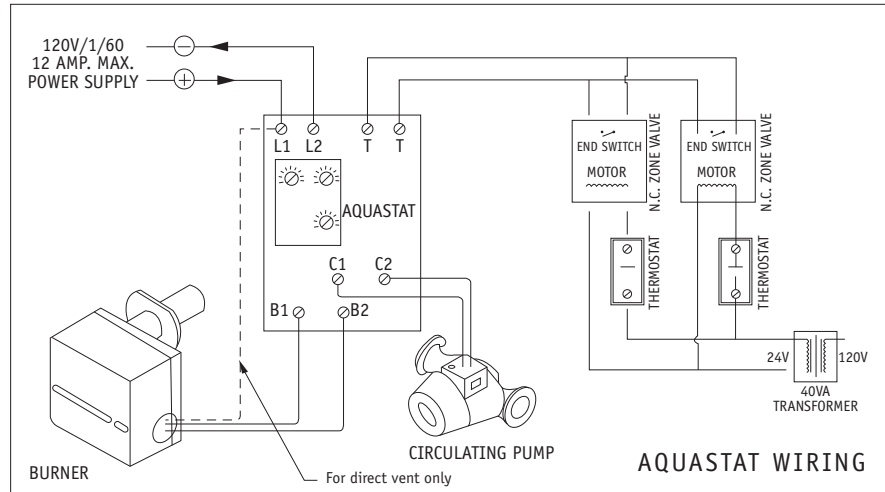 120V/1/60
12 AMP. MAX.
POWER SUPPLY
L1
L2
T
T
AQUASTAT
C1
C2
B1
B2
END SWITCH
MOTOR
N.C. ZONE VALVE
END SWITCH
MOTOR
N.C. ZONE VALVE
THERMOSTAT
THERMOSTAT
24V
120V
40VA
TRANSFORMER
BURNER
CIRCULATING PUMP
For direct vent only
AQUASTAT WIRING